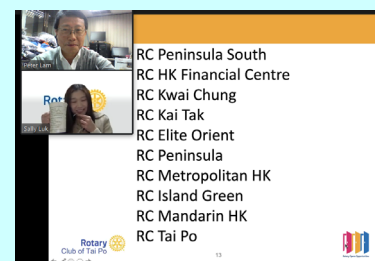 Peter Lam
Rot
Sally Luk
RC Peninsula South
RC HK Financial Centre
RC Kwai Chung
RC Kai Tak
RC Elite Orient
RC Peninsula
RC Metropolitan HK
RC Island Green
RC Mandarin HK
RC Tai Po
Rotary
Club of Tai Po
13